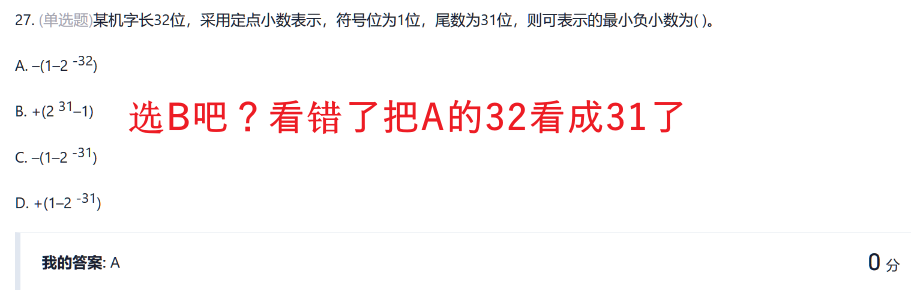 27. (单选题)某机字长32位，采用定点小数表示，符号位为1位，尾数为31位，则可表示的最小负小数为( )。
A. –(1–2 -32)
B. +(2 31–1)
选B吧？看错了把A的32看成31了
C. –(1–2 -31)
D. +(1–2 -31)
我的答案: A
0 分